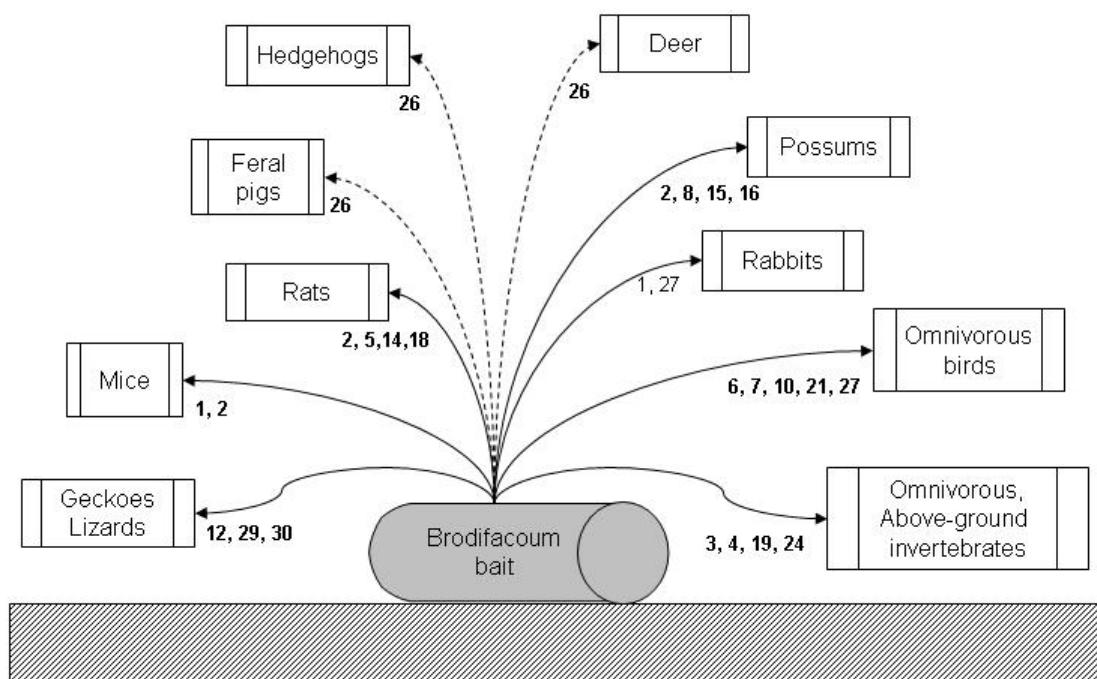 Hedgehogs
26
Deer
26
Feral
pigs
26
Possums
2, 8, 15, 16
Rats
2, 5,14,18
Rabbits
1, 27
Mice
1, 2
Omnivorous
birds
6, 7, 10, 21, 27
Geckoes
Lizards
12, 29, 30
Brodifacoum
bait
Omnivorous,
Above-ground
invertebrates
3, 4, 19, 24